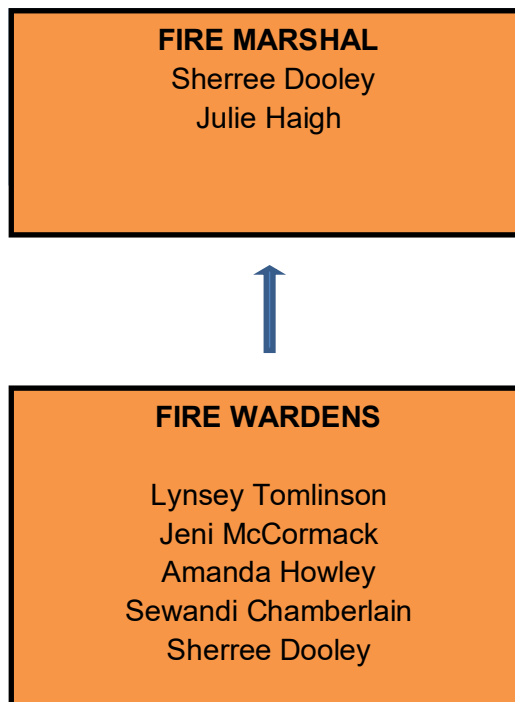 FIRE MARSHAL
Sherree Dooley
Julie Haigh
FIRE WARDENS
Lynsey Tomlinson
Jeni McCormack
Amanda Howley
Sewandi Chamberlain
Sherree Dooley